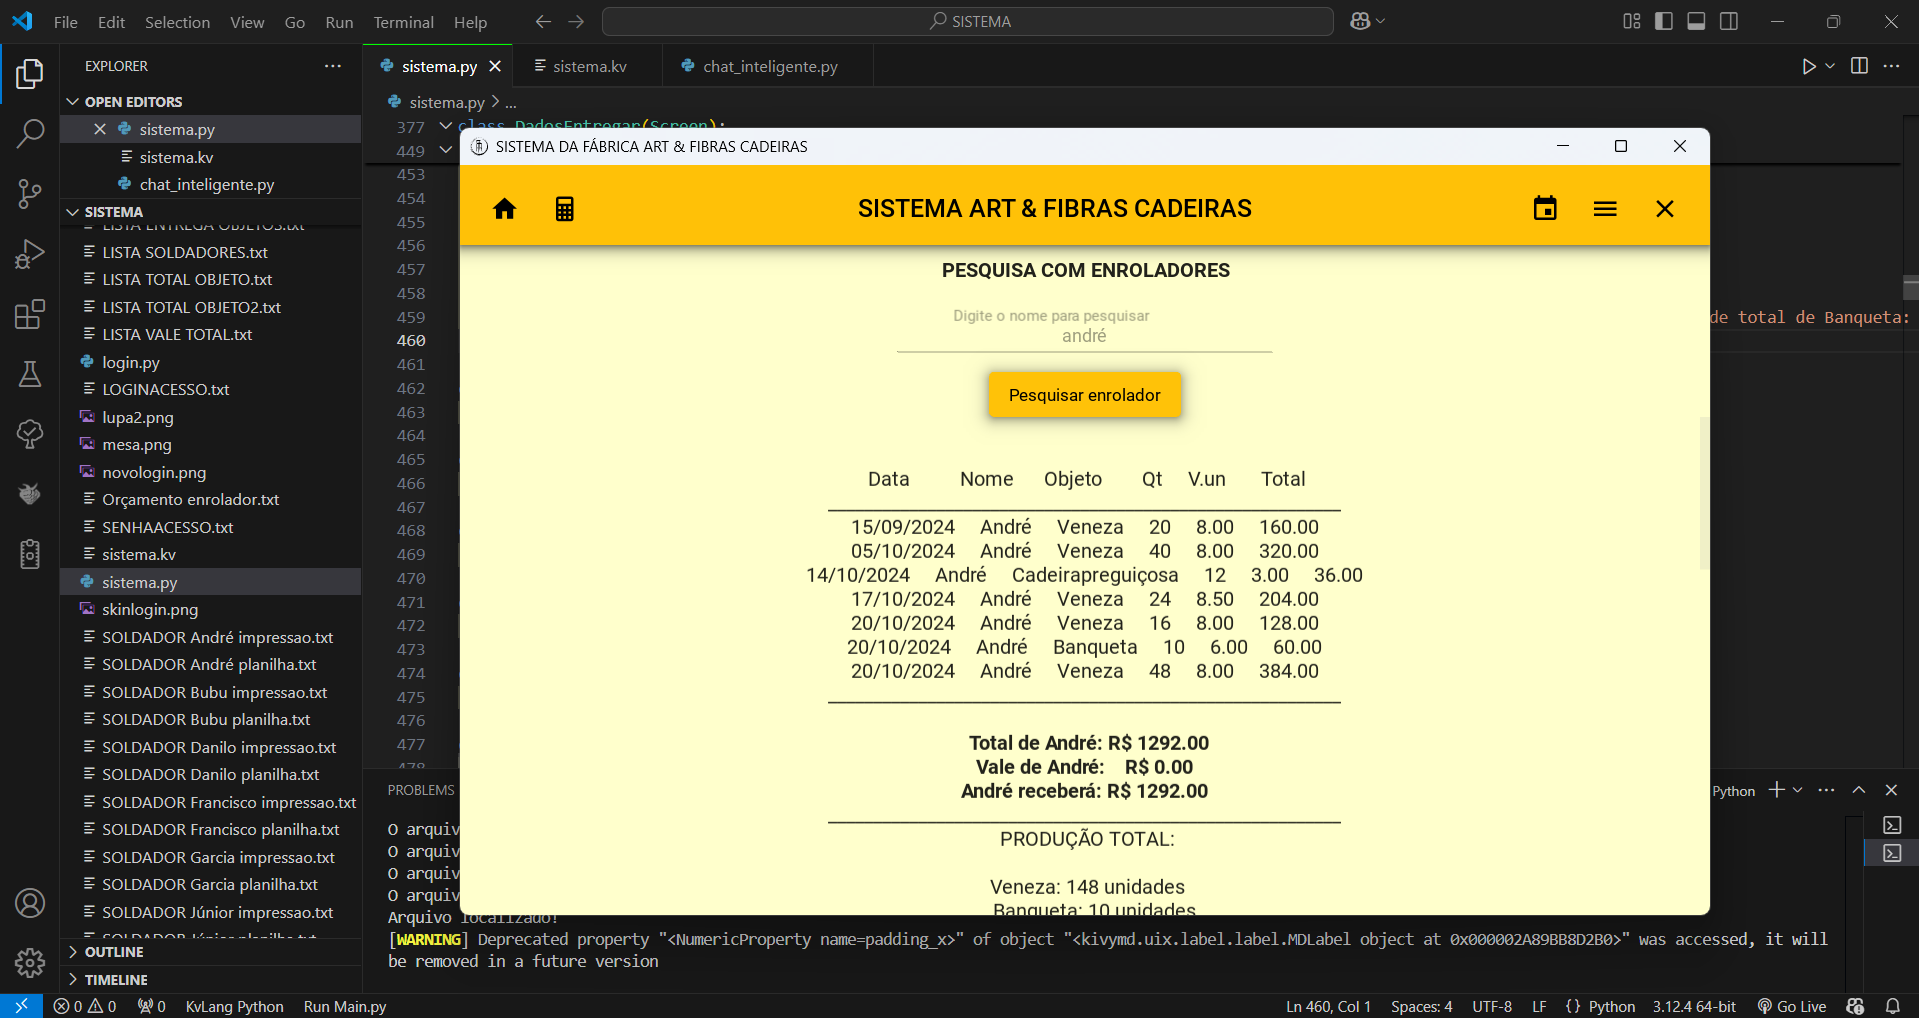 File Edit Selection View Go Run Terminal Help
SISTEMA
EXPLORER
OPEN EDITORS
sistema.py
sistema.kv
chat_inteligente.py
SISTEMA
LISTA ENTREGA OBJETOS.txt
LISTA SOLDADORES.txt
LISTA TOTAL OBJETO.txt
LISTA TOTAL OBJETO2.txt
LISTA VALE TOTAL.txt
login.py
LOGINACESSO.txt
lupa2.png
mesa.png
novologin.png
Orçamento enrolador.txt
SENHAACESSO.txt
sistema.kv
sistema.py
skinlogin.png
SOLDADOR André impressao.txt
SOLDADOR André planilha.txt
SOLDADOR Bubu impressao.txt
SOLDADOR Bubu planilha.txt
SOLDADOR Danilo impressao.txt
SOLDADOR Danilo planilha.txt
SOLDADOR Francisco impressao.txt
SOLDADOR Francisco planilha.txt
SOLDADOR Garcia impressao.txt
SOLDADOR Garcia planilha.txt
SOLDADOR Júnior impressao.txt
SOLDADOR Júnior planilha.txt
OUTLINE
TIMELINE
sistema.py sistema.kv chat_inteligente.py
sistema.py > ...
377 class DadosEntregar(Screen):
449
453
454
455
456
457
458
459 de total de Banqueta:
460
461
462
463
464
465
466
467
468
469
470
471
472
473
474
475
476
477
478
SISTEMA DA FÁBRICA ART & FIBRAS CADEIRAS
SISTEMA ART & FIBRAS CADEIRAS
PESQUISA COM ENROLADORES
Digite o nome para pesquisar
andré
Pesquisar enrolador
Data Nome Objeto Qt V.un Total
15/09/2024 André Veneza 20 8.00 160.00
05/10/2024 André Veneza 40 8.00 320.00
14/10/2024 André Cadeirapreguiçosa 12 3.00 36.00
17/10/2024 André Veneza 24 8.50 204.00
20/10/2024 André Veneza 16 8.00 128.00
20/10/2024 André Banqueta 10 6.00 60.00
20/10/2024 André Veneza 48 8.00 384.00
Total de André: R$ 1292.00
Vale de André: R$ 0.00
André receberá: R$ 1292.00
PRODUÇÃO TOTAL:
Veneza: 148 unidades
Banqueta: 10 unidades
PROBLEMS
Python
O arquiv
O arquiv
O arquiv
O arquiv
Arquivo localizado!
[WARNING] Deprecated property "<NumericProperty name=padding_x>" of object "<kivymd.uix.label.label.MDLabel object at 0x000002A89BB8D2B0>" was accessed, it will
be removed in a future version
0 0 0 KvLang Python Run Main.py Ln 460, Col 1 Spaces: 4 UTF-8 LF {} Python 3.12.4 64-bit Go Live